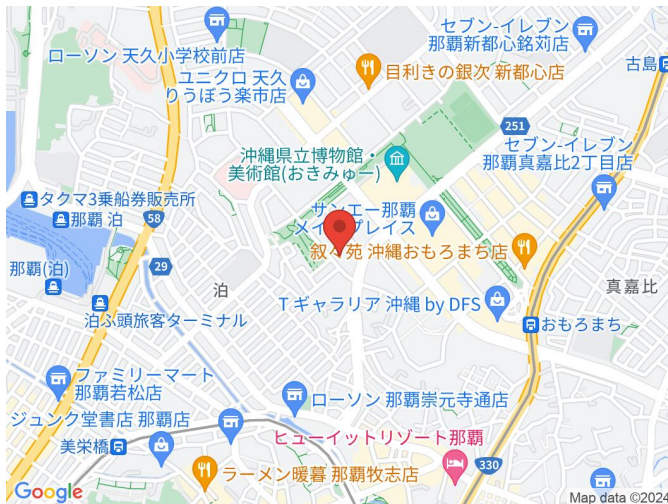 セブン-イレブン
那覇新都心銘苅店
ローソン 天久小学校前店
古島
ユニクロ 天久
りうぼう楽市店
目利きの銀次 新都心店
251
沖縄県立博物館・
美術館(おきみゅー)
セブン-イレブン
那覇真嘉比2丁目店
タクマ3乗船券販売所
那覇 泊
58
サンエー那覇
メインプレイス
叙々苑 沖縄おもろまち店
那覇(泊)
29
泊
真嘉比
Tギャラリア 沖縄 by DFS
泊ふ頭旅客ターミナル
おもろまち
ファミリーマート
那覇若松店
ローソン 那覇崇元寺通店
ジュンク堂書店 那覇店
美栄橋
ヒューイットリゾート那覇
330
ラーメン暖暮 那覇牧志店
Google
Map data ©2024